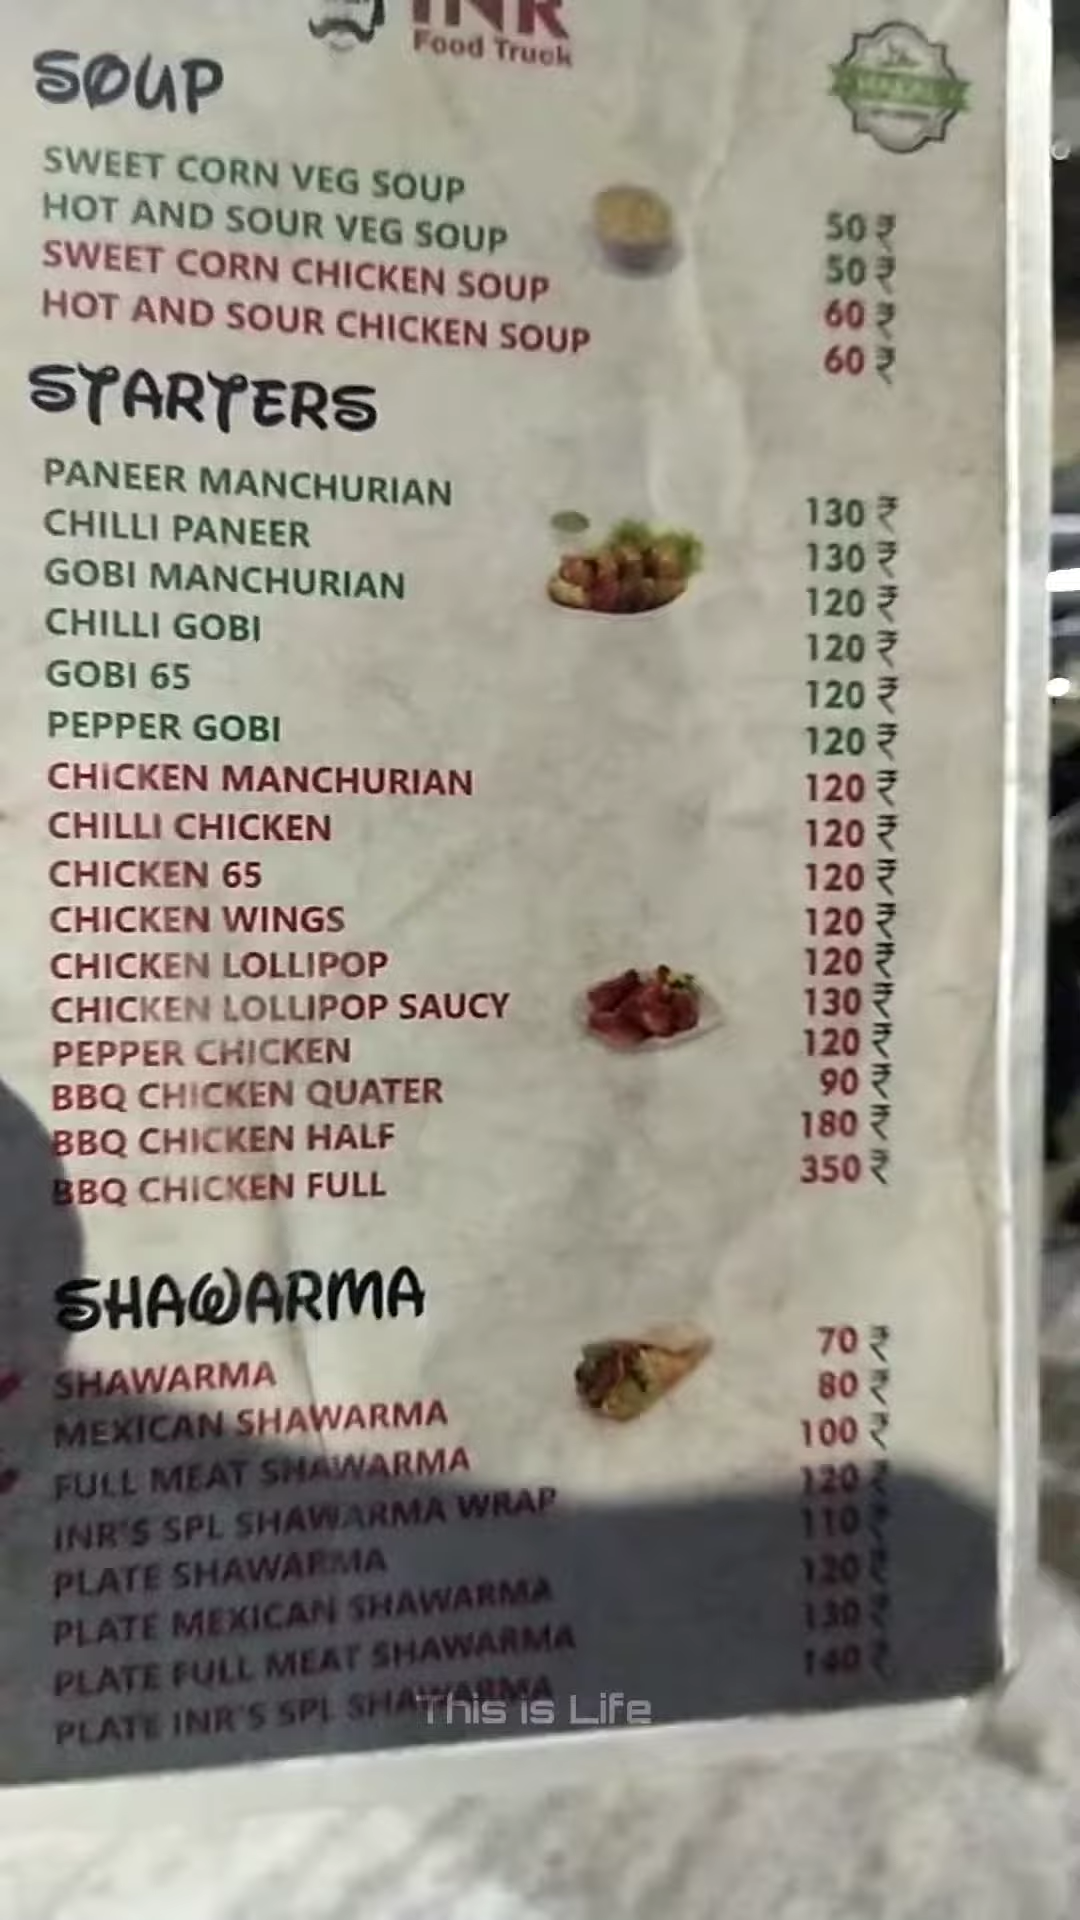 INR
Food Truck
HALAL
SOUP
SWEET CORN VEG SOUP 50 ₹
HOT AND SOUR VEG SOUP 50 ₹
SWEET CORN CHICKEN SOUP 60 ₹
HOT AND SOUR CHICKEN SOUP 60 ₹
STARTERS
PANEER MANCHURIAN 130 ₹
CHILLI PANEER 130 ₹
GOBI MANCHURIAN 120 ₹
CHILLI GOBI 120 ₹
GOBI 65 120 ₹
PEPPER GOBI 120 ₹
CHICKEN MANCHURIAN 120 ₹
CHILLI CHICKEN 120 ₹
CHICKEN 65 120 ₹
CHICKEN WINGS 120 ₹
CHICKEN LOLLIPOP 120 ₹
CHICKEN LOLLIPOP SAUCY 130 ₹
PEPPER CHICKEN 120 ₹
BBQ CHICKEN QUATER 90 ₹
BBQ CHICKEN HALF 180 ₹
BBQ CHICKEN FULL 350 ₹
SHAWARMA
SHAWARMA 70 ₹
MEXICAN SHAWARMA 80 ₹
FULL MEAT SHAWARMA 100 ₹
INR'S SPL SHAWARMA WRAP 120 ₹
PLATE SHAWARMA 110 ₹
PLATE MEXICAN SHAWARMA 120 ₹
PLATE FULL MEAT SHAWARMA 130 ₹
PLATE INR'S SPL SHAWARMA 140 ₹
This is Life